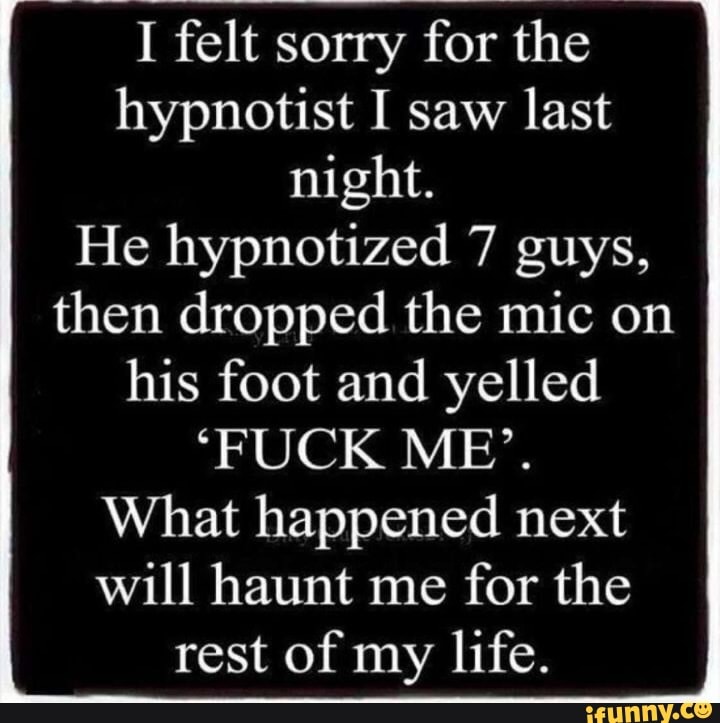 I felt sorry for the
hypnotist I saw last
night.
He hypnotized 7 guys,
then dropped the mic on
his foot and yelled
‘FUCK ME’.
What happened next
will haunt me for the
rest of my life.
ifunny.co